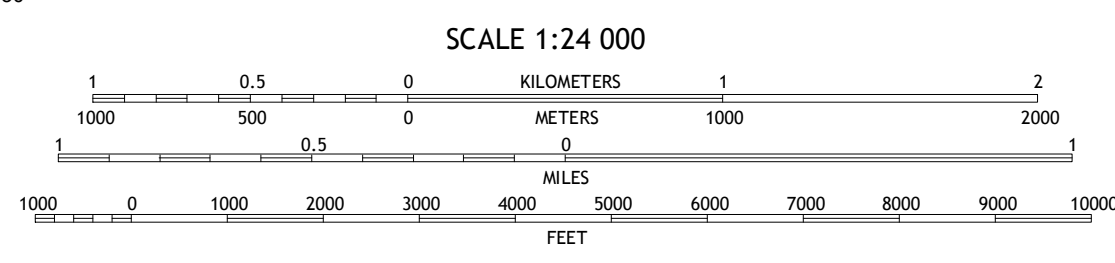 SCALE 1:24 000
1 0.5 0 KILOMETERS 1 2
1000 500 0 METERS 1000 2000
1 0.5 0 1
MILES
1000 0 1000 2000 3000 4000 5000 6000 7000 8000 9000 10000
FEET